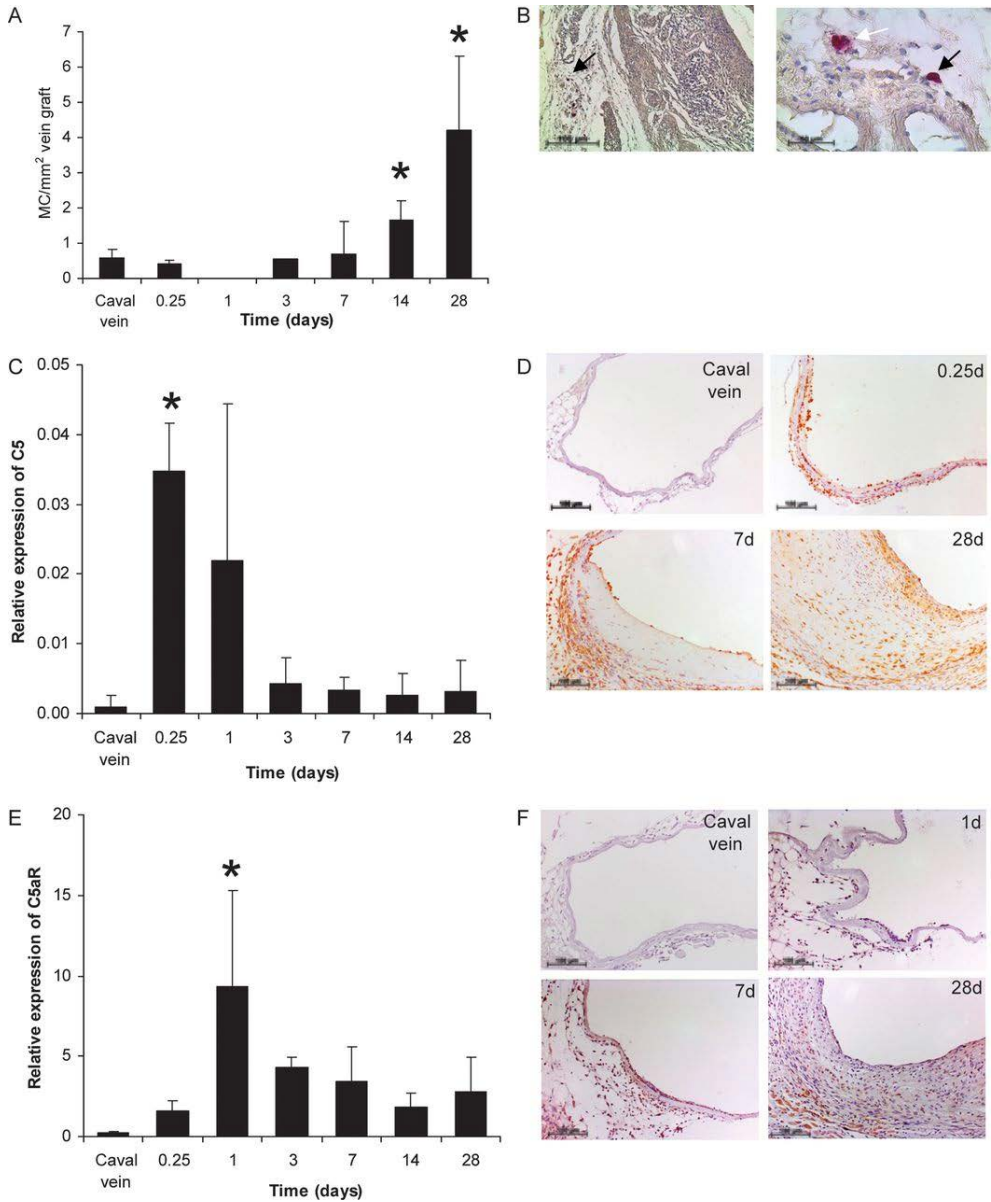 A
MC/mm² vein graft
7
6
5
4
3
2
1
0
Caval vein
0.25
1
3
7
14
28
Time (days)
*
*
B
C
Relative expression of C5
0.05
0.04
0.03
0.02
0.01
0.00
Caval vein
0.25
1
3
7
14
28
Time (days)
*
D
Caval
vein
0.25d
7d
28d
E
Relative expression of C5aR
20
15
10
5
0
Caval vein
0.25
1
3
7
14
28
Time (days)
*
F
Caval
vein
1d
7d
28d